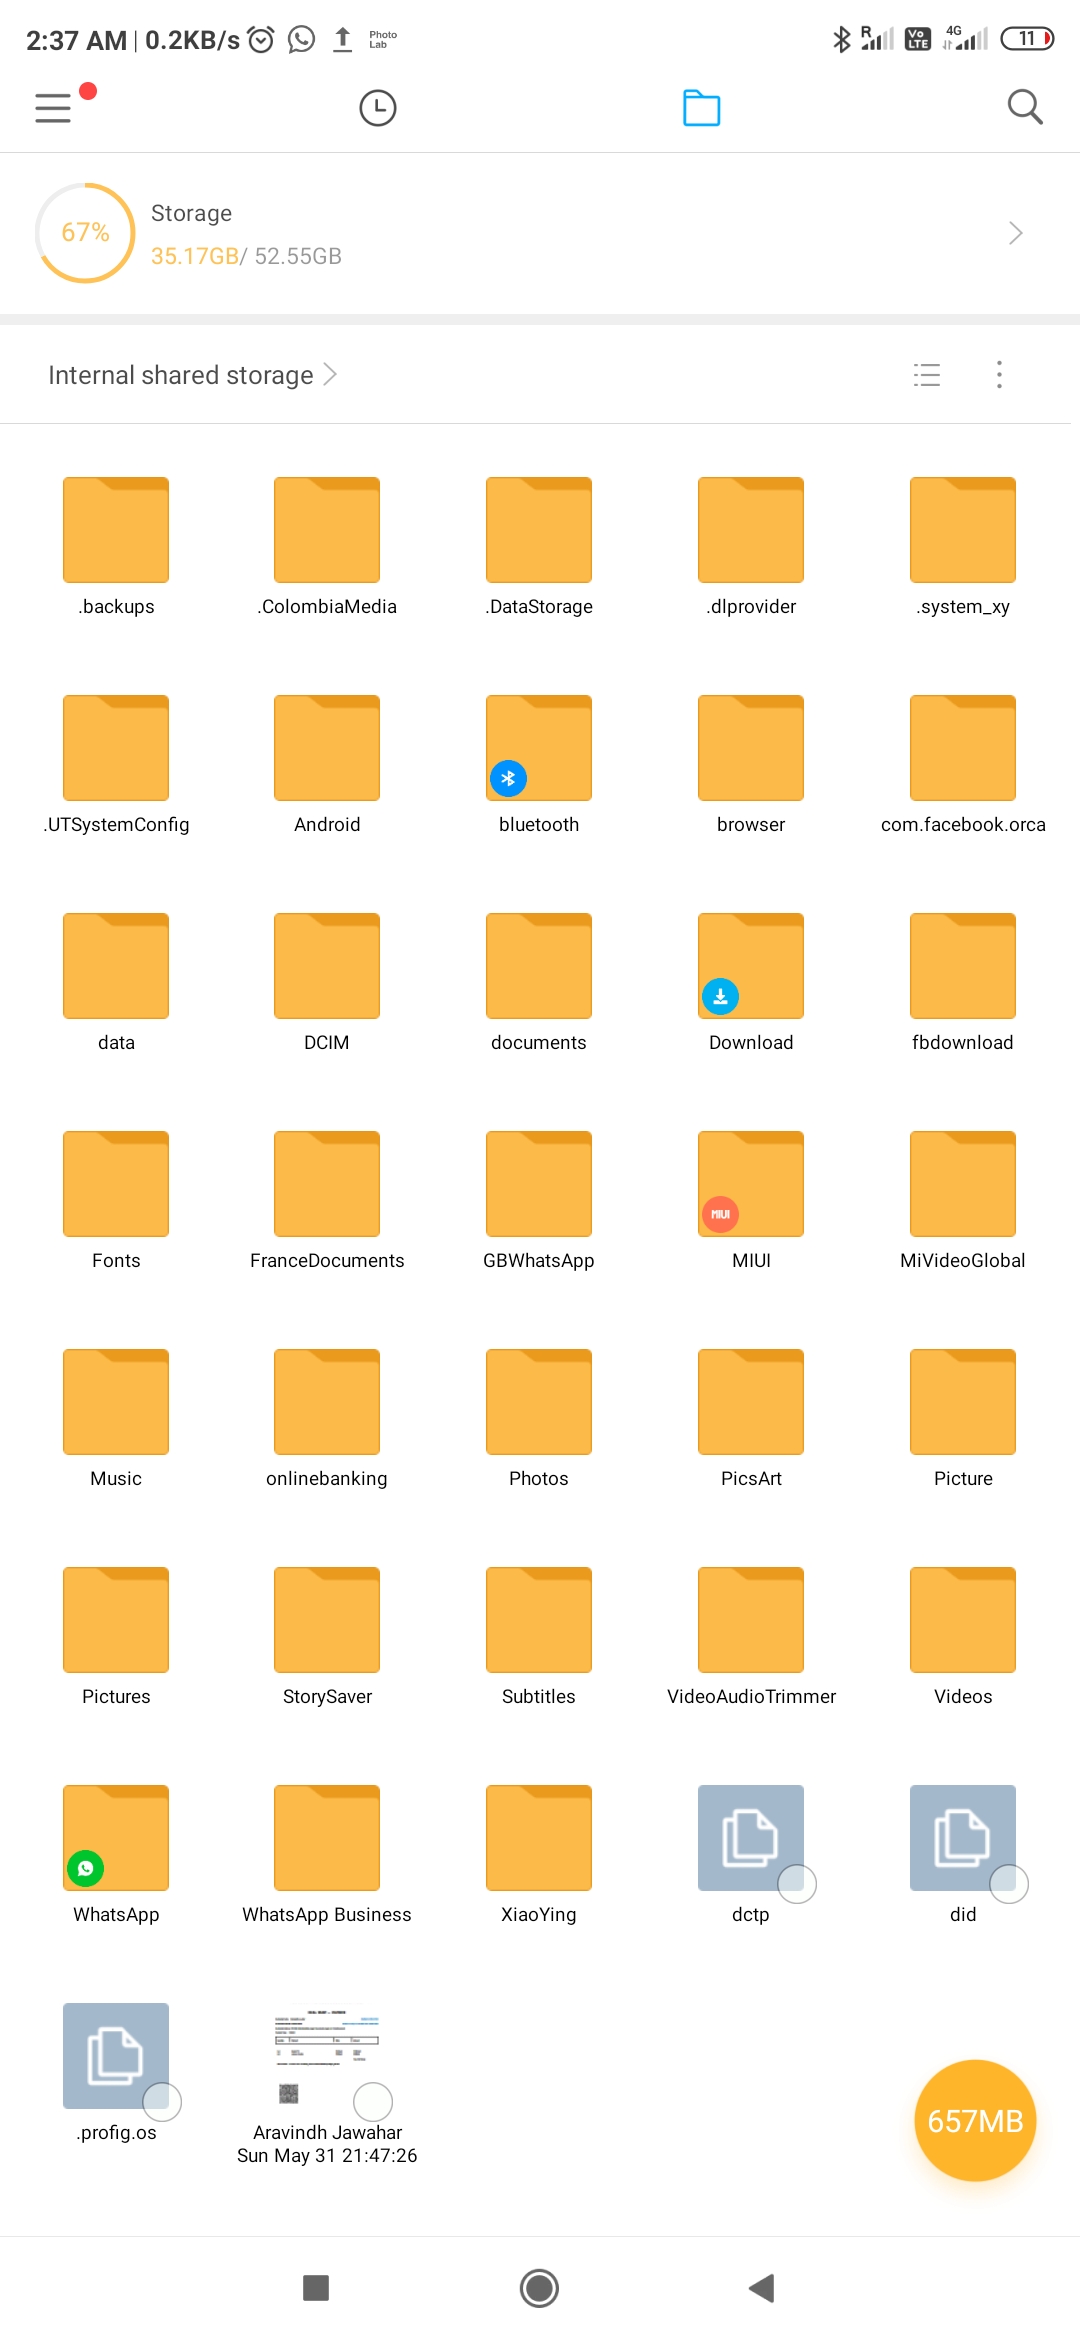 2:37 AM | 0.2KB/s Photo Lab R Vo LTE 4G 11
67%
Storage
35.17GB/ 52.55GB
Internal shared storage
.backups .ColombiaMedia .DataStorage .dlprovider .system_xy
.UTSystemConfig Android bluetooth browser com.facebook.orca
data DCIM documents Download fbdownload
MIUI
Fonts FranceDocuments GBWhatsApp MIUI MiVideoGlobal
Music onlinebanking Photos PicsArt Picture
Pictures StorySaver Subtitles VideoAudioTrimmer Videos
WhatsApp WhatsApp Business XiaoYing dctp did
657MB
.profig.os Aravindh Jawahar
Sun May 31 21:47:26